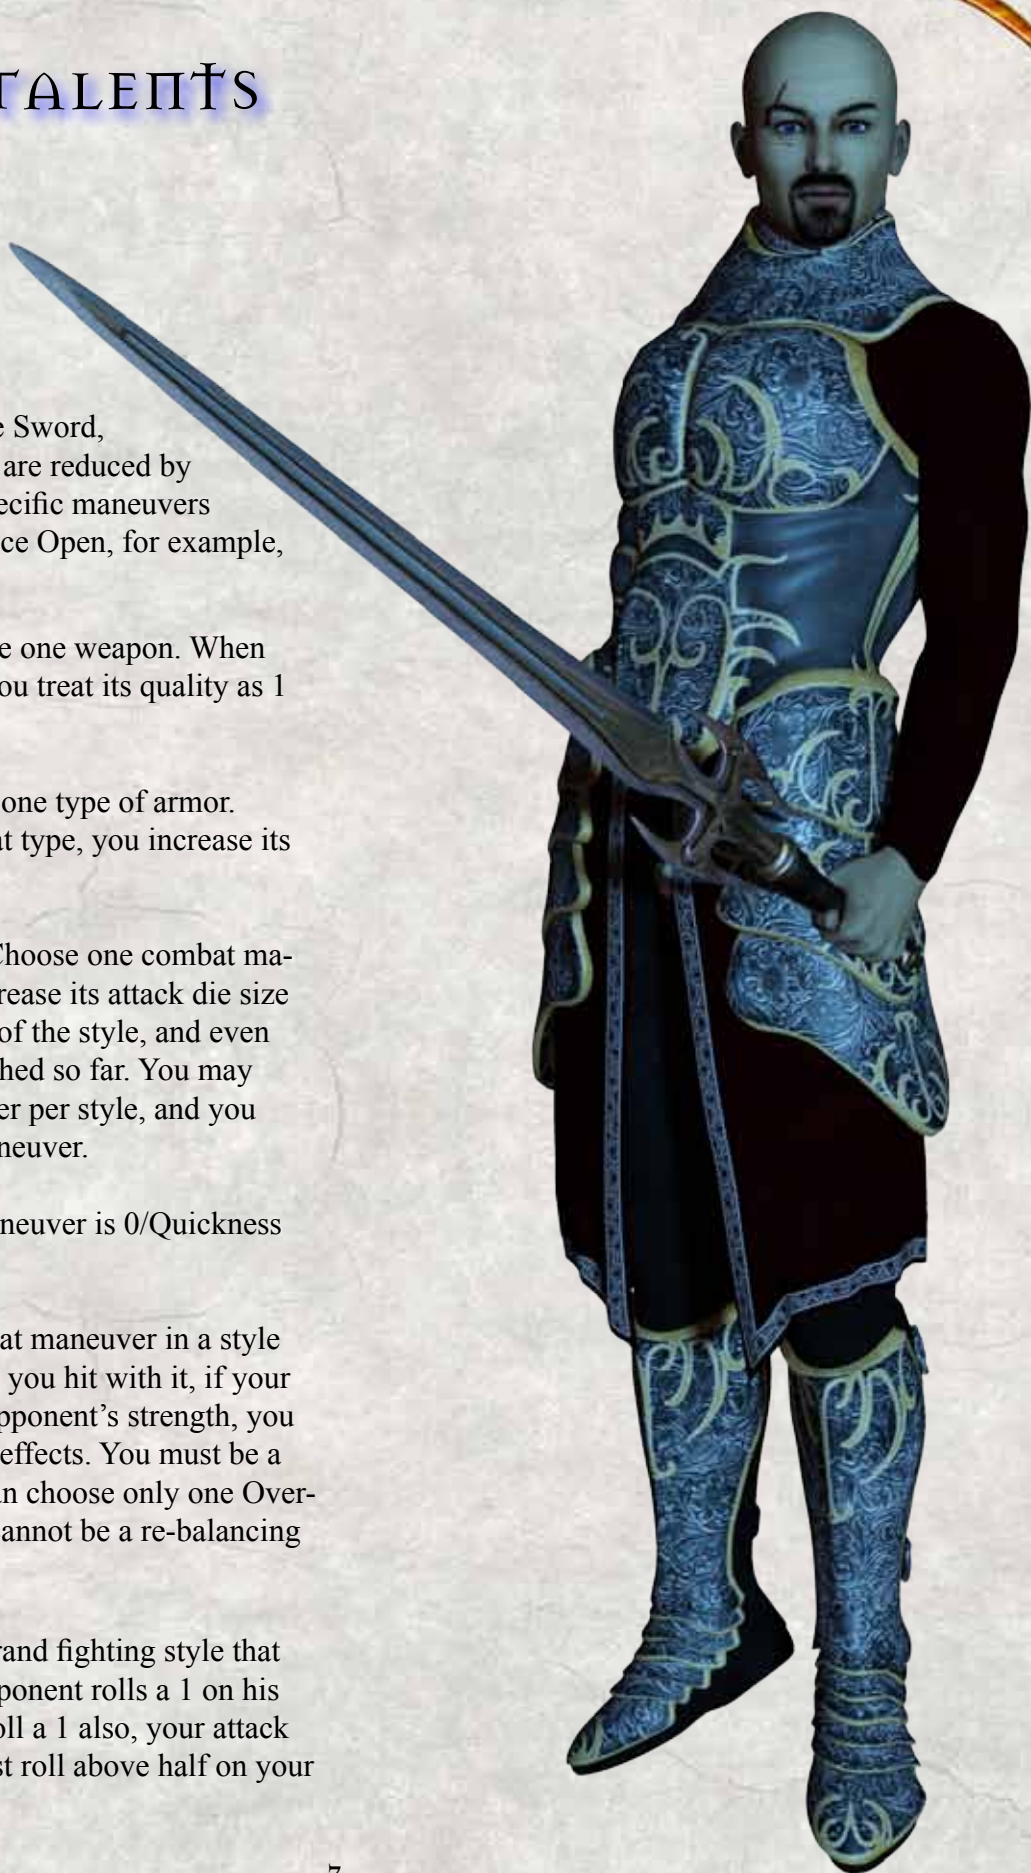 TALENTS
e Sword,
are reduced by
ecific maneuvers
ce Open, for example,
e one weapon. When
ou treat its quality as 1
one type of armor.
at type, you increase its
Choose one combat ma-
rease its attack die size
of the style, and even
hed so far. You may
er per style, and you
neuver.
neuver is 0/Quickness
at maneuver in a style
you hit with it, if your
pponent’s strength, you
effects. You must be a
an choose only one Over-
annot be a re-balancing
rand fighting style that
ponent rolls a 1 on his
oll a 1 also, your attack
st roll above half on your